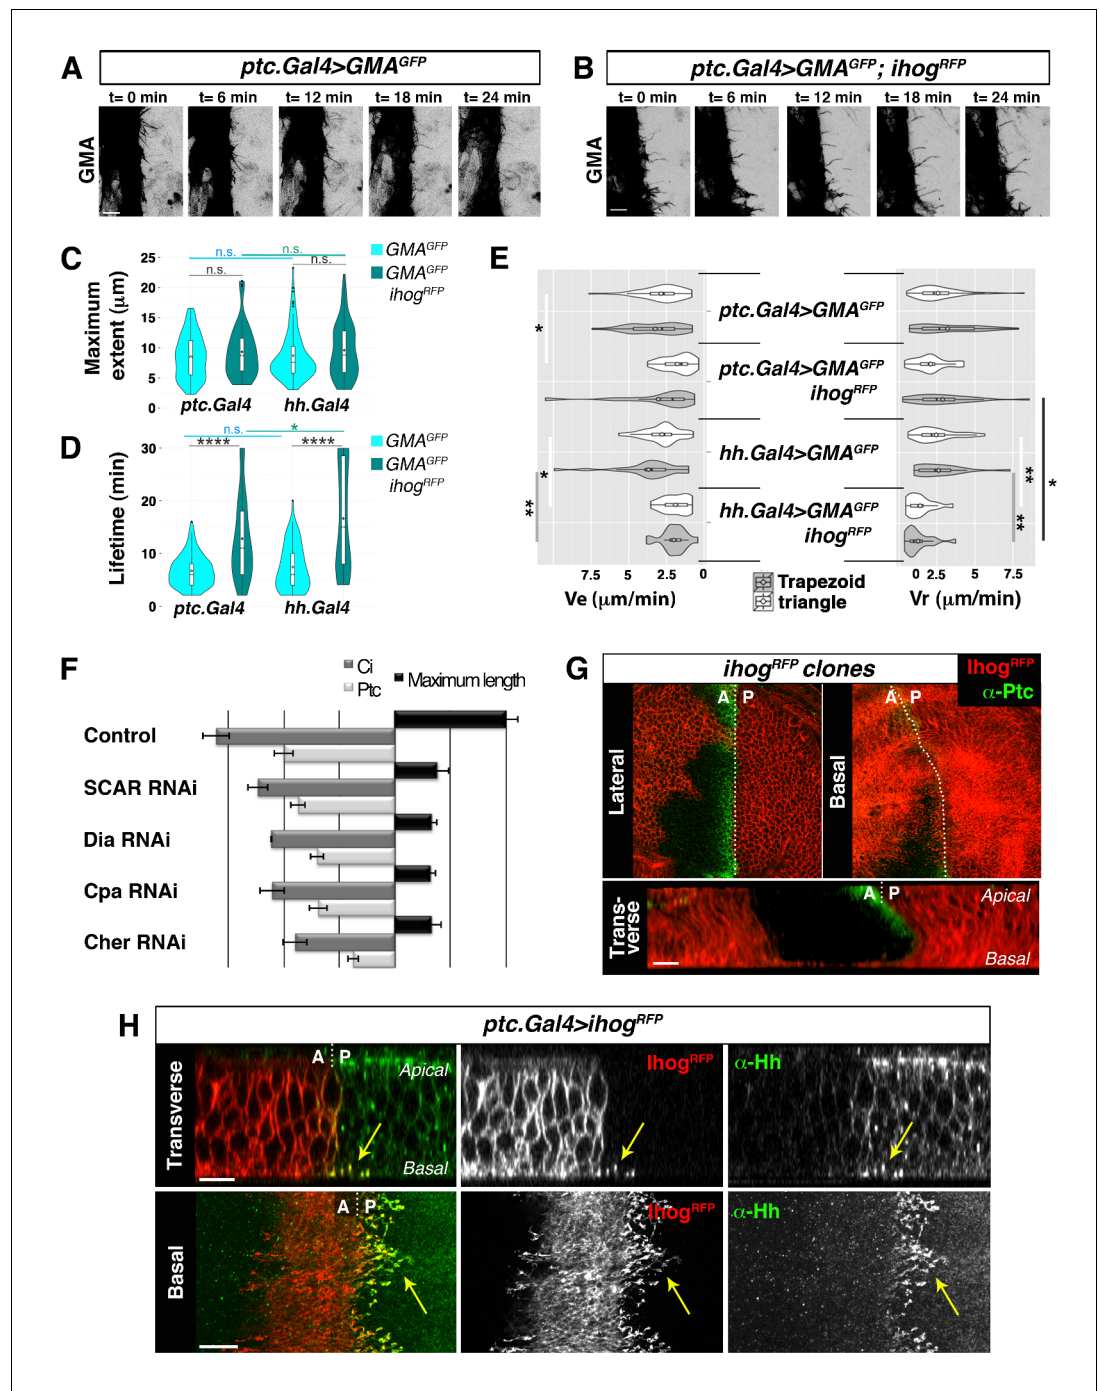 A
ptc.Gal4>GMAGFP
t= 0 min t= 6 min t= 12 min t= 18 min t= 24 min
GMA
B
ptc.Gal4>GMAGFP; ihogRFP
t= 0 min t= 6 min t= 12 min t= 18 min t= 24 min
GMA
C
Maximum
extent (µm)
25
20
15
10
5
0
n.s.
n.s.
n.s.
n.s.
GMAGFP
GMAGFP
ihogRFP
ptc.Gal4 hh.Gal4
D
Lifetime (min)
30
20
10
0
n.s.
*
****
****
GMAGFP
GMAGFP
ihogRFP
ptc.Gal4 hh.Gal4
E
ptc.Gal4>GMAGFP
ptc.Gal4>GMAGFP
ihogRFP
hh.Gal4>GMAGFP
hh.Gal4>GMAGFP
ihogRFP
*
*
**
**
**
*
7.5 5 2.5 0
Ve (µm/min)
0 2.5 5 7.5
Vr (µm/min)
Trapezoid
triangle
F
Ci
Ptc
Maximum length
Control
SCAR RNAi
Dia RNAi
Cpa RNAi
Cher RNAi
G
ihogRFP clones
IhogRFP
α-Ptc
Lateral
A P
Basal
A P
Trans-
verse
A P
Apical
Basal
H
ptc.Gal4>ihogRFP
Transverse
A P
Apical
Basal
IhogRFP
α-Hh
Basal
A P
IhogRFP
α-Hh